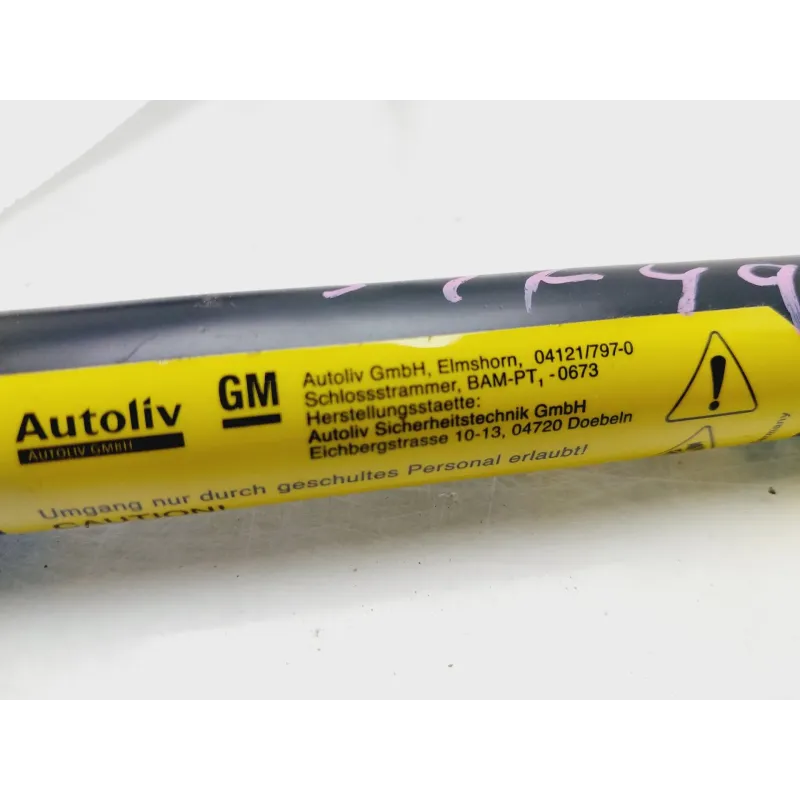 Autoliv
AUTOLIV GMBH
GM
Autoliv GmbH, Elmshorn, 04121/797-0
Schlossstrammer, BAM-PT₁ -0673
Herstellungsstaette:
Autoliv Sicherheitstechnik GmbH
Eichbergstrasse 10-13, 04720 Doebeln
Umgang nur durch geschultes Personal erlaubt!
CAUTION!
!